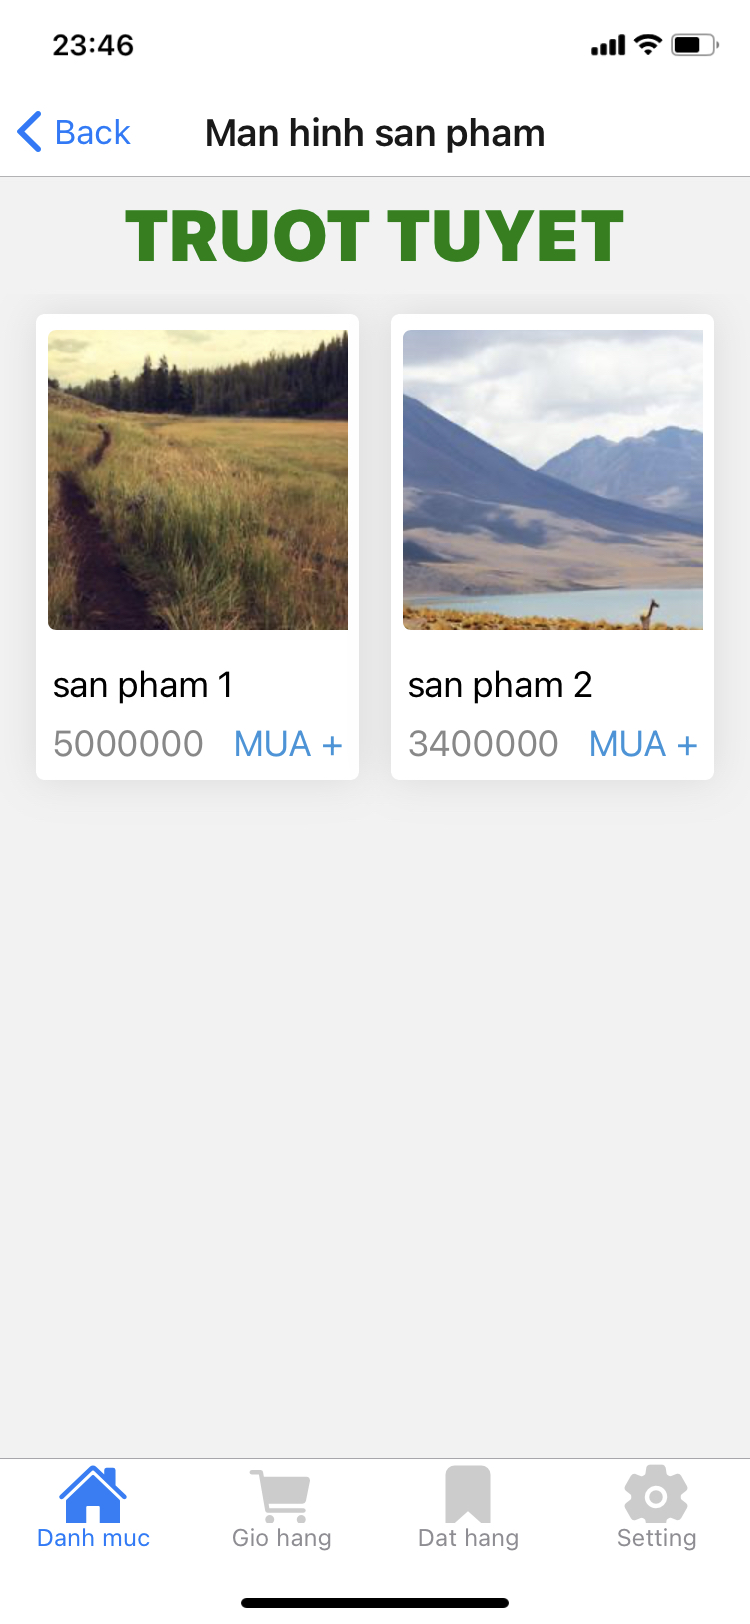 23:46
Back
Man hinh san pham
TRUOT TUYET
san pham 1
5000000 MUA +
san pham 2
3400000 MUA +
Danh muc
Gio hang
Dat hang
Setting